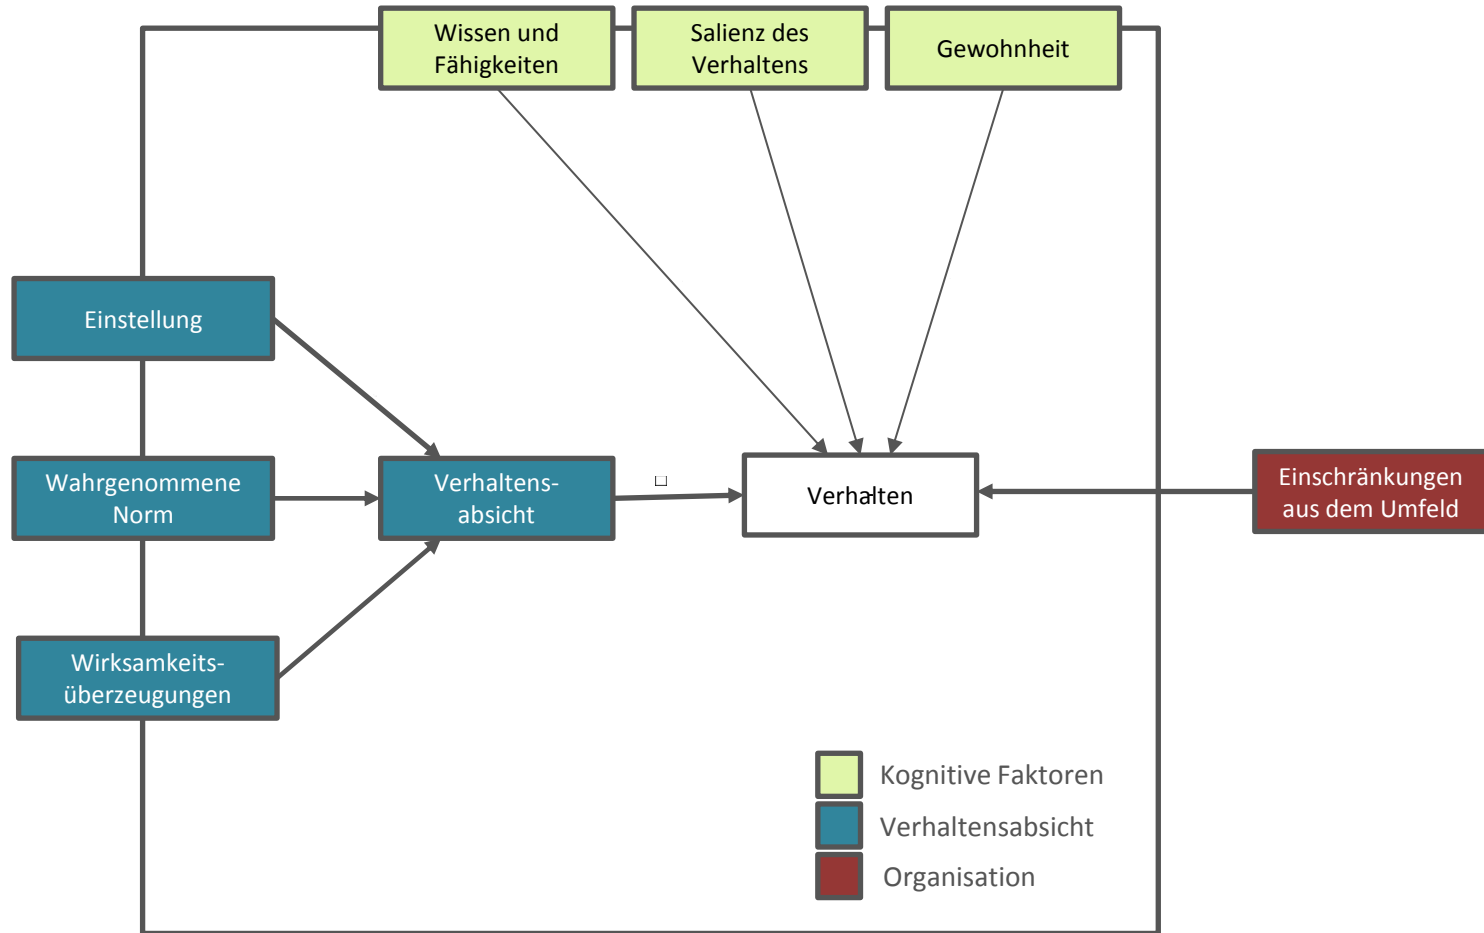 Wissen und
Fähigkeiten
Salienz des
Verhaltens
Gewohnheit
Einstellung
Wahrgenommene
Norm
Verhaltens-
absicht
Verhalten
Einschränkungen
aus dem Umfeld
Wirksamkeits-
überzeugungen
Kognitive Faktoren
Verhaltensabsicht
Organisation